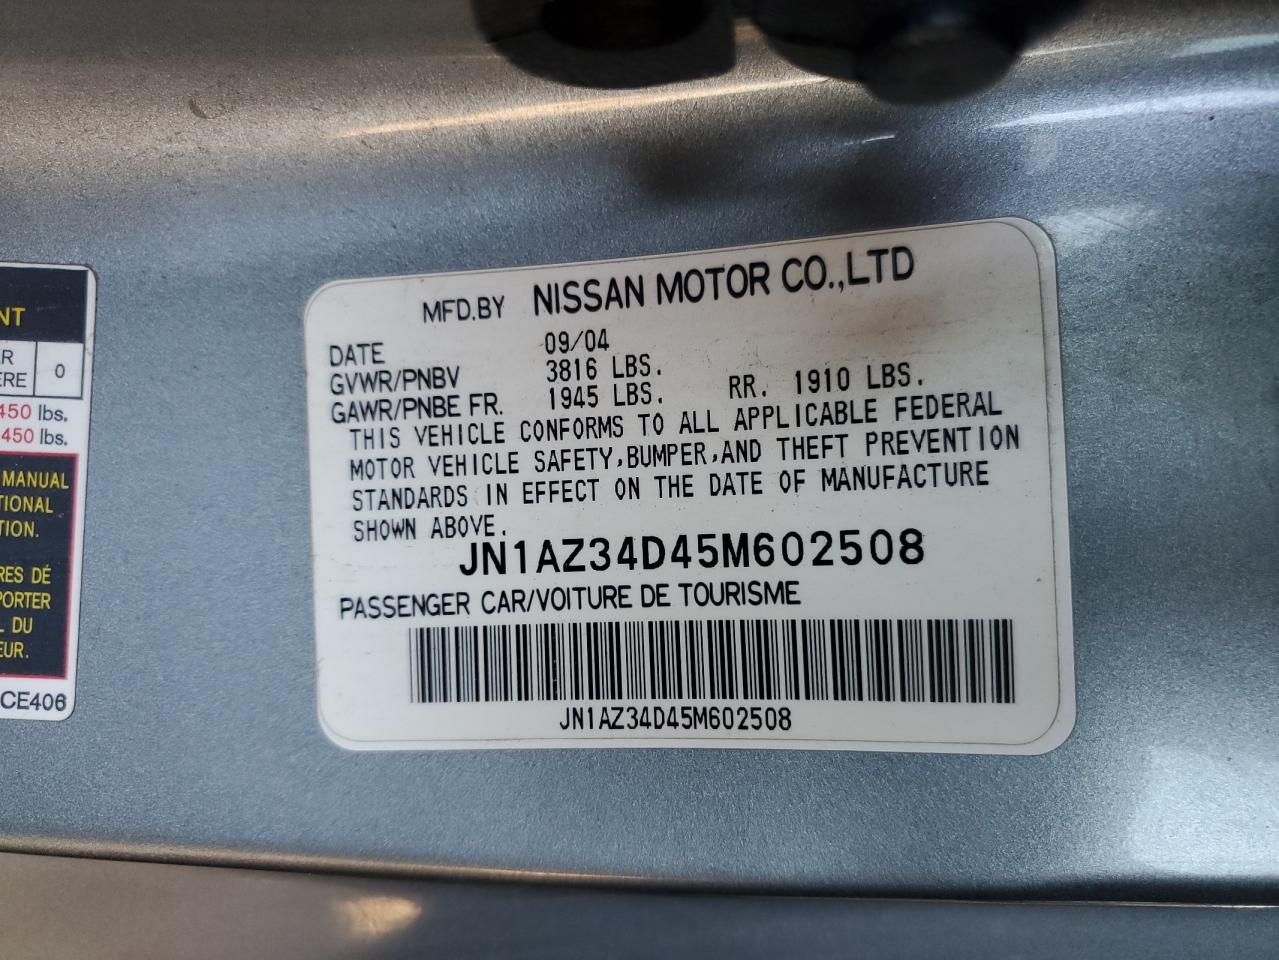 MFD.BY NISSAN MOTOR CO.,LTD
DATE 09/04
GVWR/PNBV 3816 LBS.
GAWR/PNBE FR. 1945 LBS. RR. 1910 LBS.
THIS VEHICLE CONFORMS TO ALL APPLICABLE FEDERAL
MOTOR VEHICLE SAFETY,BUMPER,AND THEFT PREVENTION
STANDARDS IN EFFECT ON THE DATE OF MANUFACTURE
SHOWN ABOVE.
JN1AZ34D45M602508
PASSENGER CAR/VOITURE DE TOURISME
JN1AZ34D45M602508
NT
R
ERE 0
450 lbs.
450 lbs.
MANUAL
TIONAL
TION.
RES DÉ
PORTER
DU
EUR.
CE406